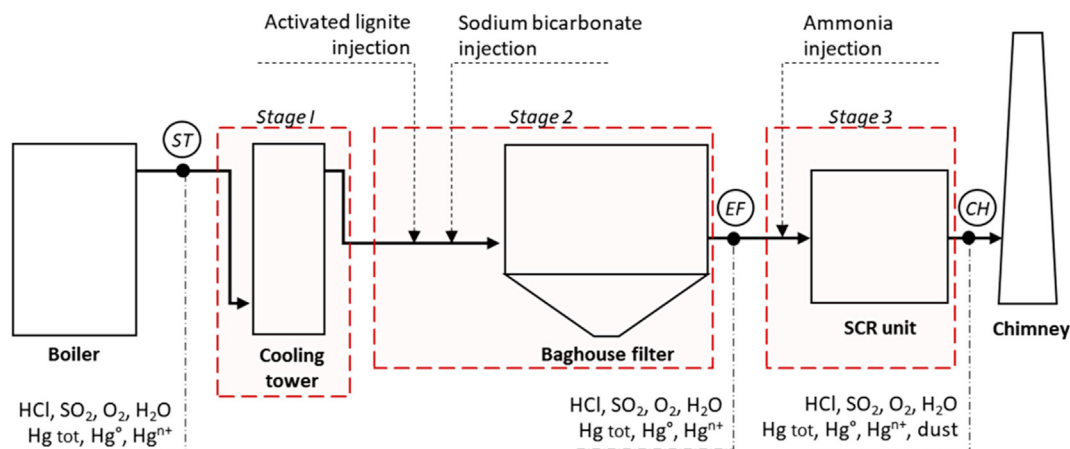 Activated lignite
injection
Sodium bicarbonate
injection
Ammonia
injection
Stage I
Stage 2
Stage 3
ST
EF
CH
Boiler
Cooling
tower
Baghouse filter
SCR unit
Chimney
HCl, SO₂, O₂, H₂O
Hg tot, Hg°, Hgⁿ⁺
HCl, SO₂, O₂, H₂O
Hg tot, Hg°, Hgⁿ⁺
HCl, SO₂, O₂, H₂O
Hg tot, Hg°, Hgⁿ⁺, dust